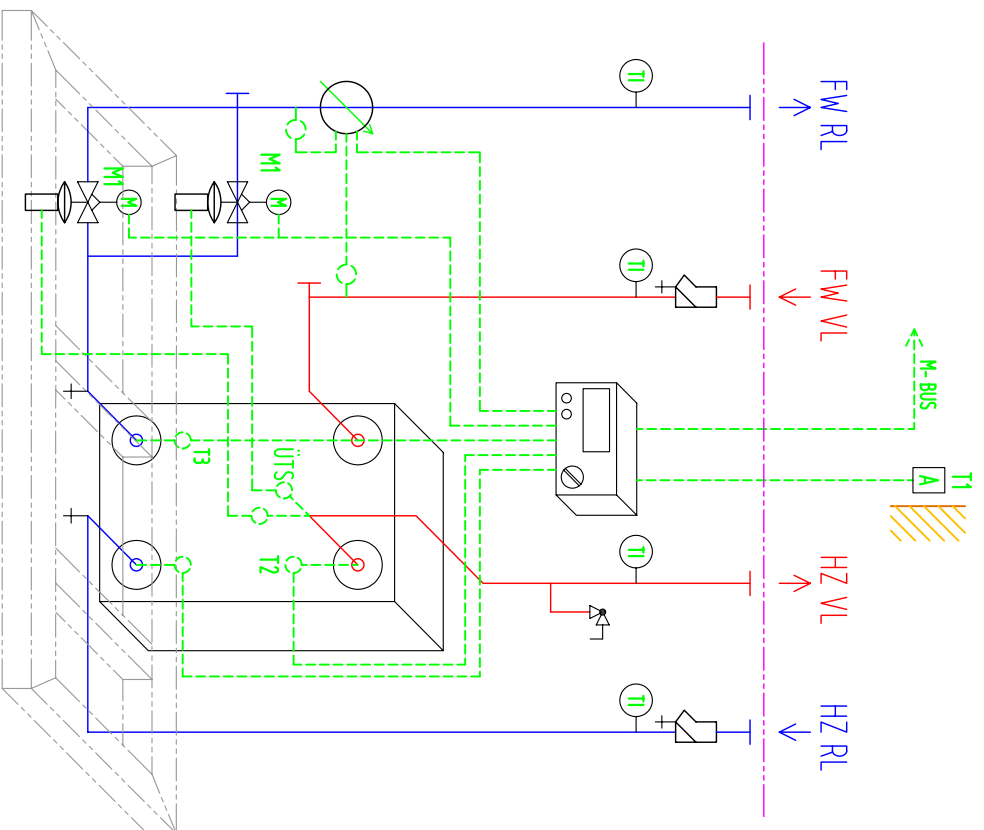 FW RL
FW VL
HZ VL
HZ RL
M-BUS
T1
A
TI
TI
TI
TI
M1
M
M1
M
T3
ÜTS
T2